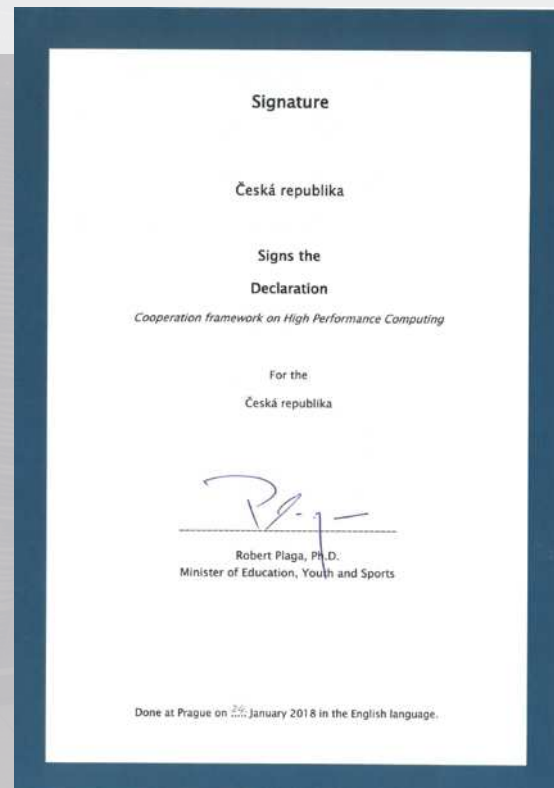 Signature
Česká republika
Signs the
Declaration
Cooperation framework on High Performance Computing
For the
Česká republika
Robert Plaga, Ph.D.
Minister of Education, Youth and Sports
Done at Prague on January 2018 in the English language.